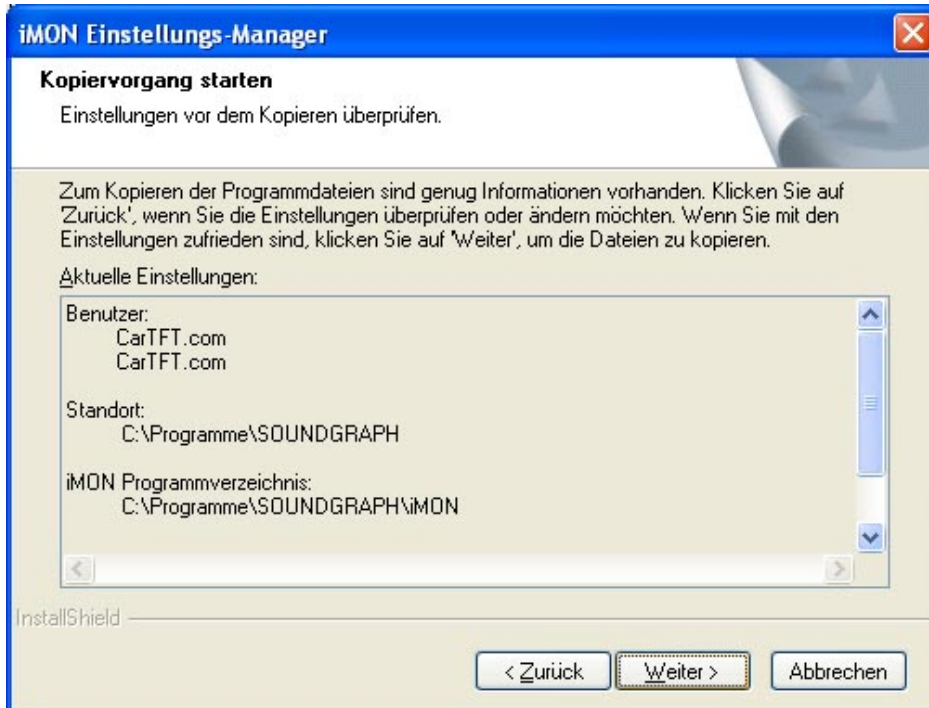 iMON Einstellungs-Manager
Kopiervorgang starten
Einstellungen vor dem Kopieren überprüfen.
Zum Kopieren der Programmdateien sind genug Informationen vorhanden. Klicken Sie auf
'Zurück', wenn Sie die Einstellungen überprüfen oder ändern möchten. Wenn Sie mit den
Einstellungen zufrieden sind, klicken Sie auf 'Weiter', um die Dateien zu kopieren.
Aktuelle Einstellungen:
Benutzer:
CarTFT.com
CarTFT.com
Standort:
C:\Programme\SOUNDGRAPH
iMON Programmverzeichnis:
C:\Programme\SOUNDGRAPH\iMON
InstallShield
< Zurück Weiter > Abbrechen